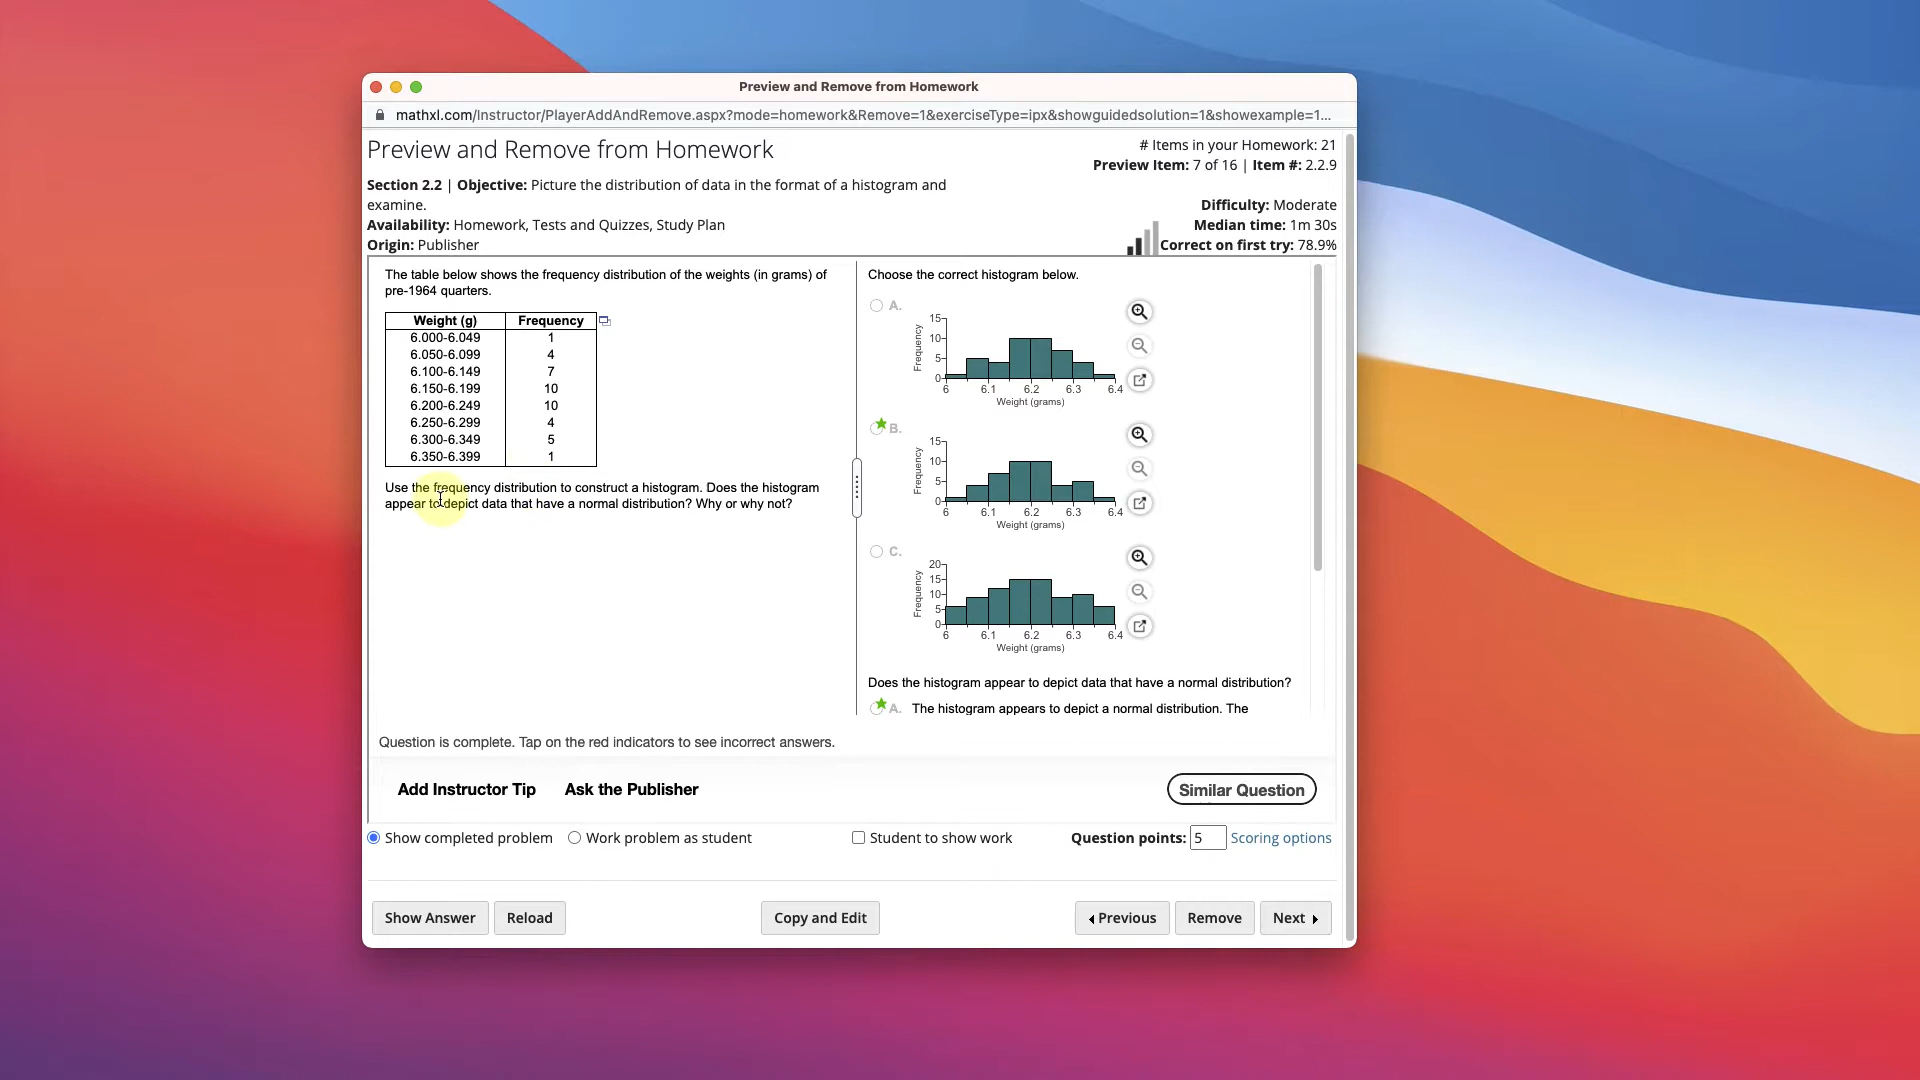 Preview and Remove from Homework
mathxl.com/Instructor/PlayerAddAndRemove.aspx?mode=homework&Remove=1&exerciseType=ipx&showguidedsolution=1&showexample=1...
Preview and Remove from Homework
# Items in your Homework: 21
Preview Item: 7 of 16 | Item #: 2.2.9
Section 2.2 | Objective: Picture the distribution of data in the format of a histogram and
examine.
Availability: Homework, Tests and Quizzes, Study Plan
Origin: Publisher
Difficulty: Moderate
Median time: 1m 30s
Correct on first try: 78.9%
The table below shows the frequency distribution of the weights (in grams) of
pre-1964 quarters.
Weight (g) Frequency
6.000-6.049 1
6.050-6.099 4
6.100-6.149 7
6.150-6.199 10
6.200-6.249 10
6.250-6.299 4
6.300-6.349 5
6.350-6.399 1
Use the frequency distribution to construct a histogram. Does the histogram
appear to depict data that have a normal distribution? Why or why not?
Choose the correct histogram below.
A.
15
10
5
0
Frequency
6 6.1 6.2 6.3 6.4
Weight (grams)
B.
15
10
5
0
Frequency
6 6.1 6.2 6.3 6.4
Weight (grams)
C.
20
15
10
5
0
Frequency
6 6.1 6.2 6.3 6.4
Weight (grams)
Does the histogram appear to depict data that have a normal distribution?
A. The histogram appears to depict a normal distribution. The
Question is complete. Tap on the red indicators to see incorrect answers.
Add Instructor Tip Ask the Publisher Similar Question
Show completed problem Work problem as student Student to show work Question points: 5 Scoring options
Show Answer Reload Copy and Edit Previous Remove Next